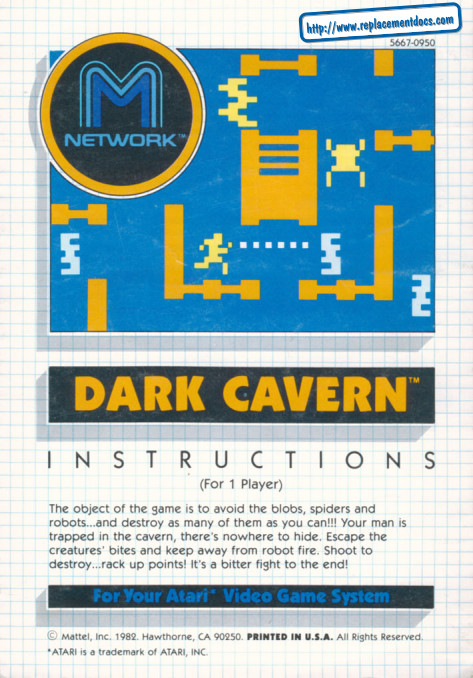 http://www.replacementdocs.com
5667-0950
M
NETWORK™
DARK CAVERN™
INSTRUCTIONS
(For 1 Player)
The object of the game is to avoid the blobs, spiders and
robots...and destroy as many of them as you can!!! Your man is
trapped in the cavern, there's nowhere to hide. Escape the
creatures' bites and keep away from robot fire. Shoot to
destroy...rack up points! It's a bitter fight to the end!
For Your Atari* Video Game System
© Mattel, Inc. 1982. Hawthorne, CA 90250. PRINTED IN U.S.A. All Rights Reserved.
*ATARI is a trademark of ATARI, INC.